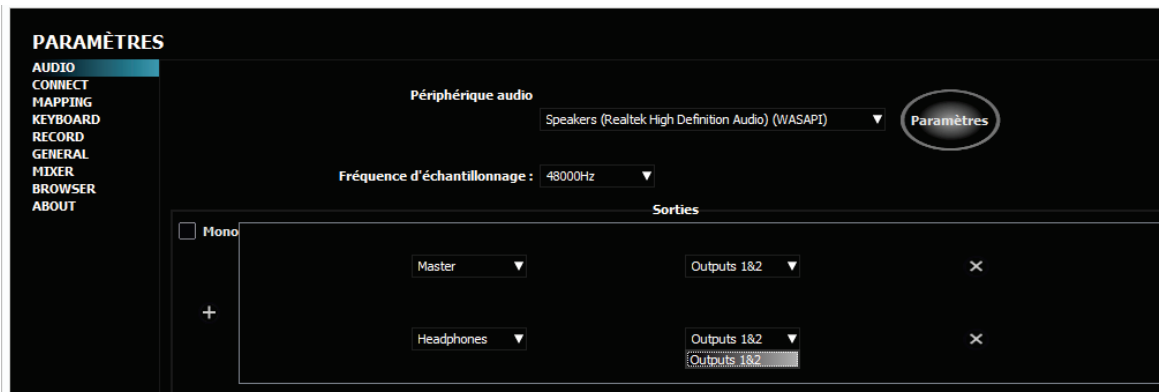 PARAMÈTRES
AUDIO
CONNECT
MAPPING
KEYBOARD
RECORD
GENERAL
MIXER
BROWSER
ABOUT
Périphérique audio
Speakers (Realtek High Definition Audio) (WASAPI)
Paramètres
Fréquence d'échantillonnage : 48000Hz
Sorties
Mono
Master Outputs 1&2
Headphones Outputs 1&2
Outputs 1&2